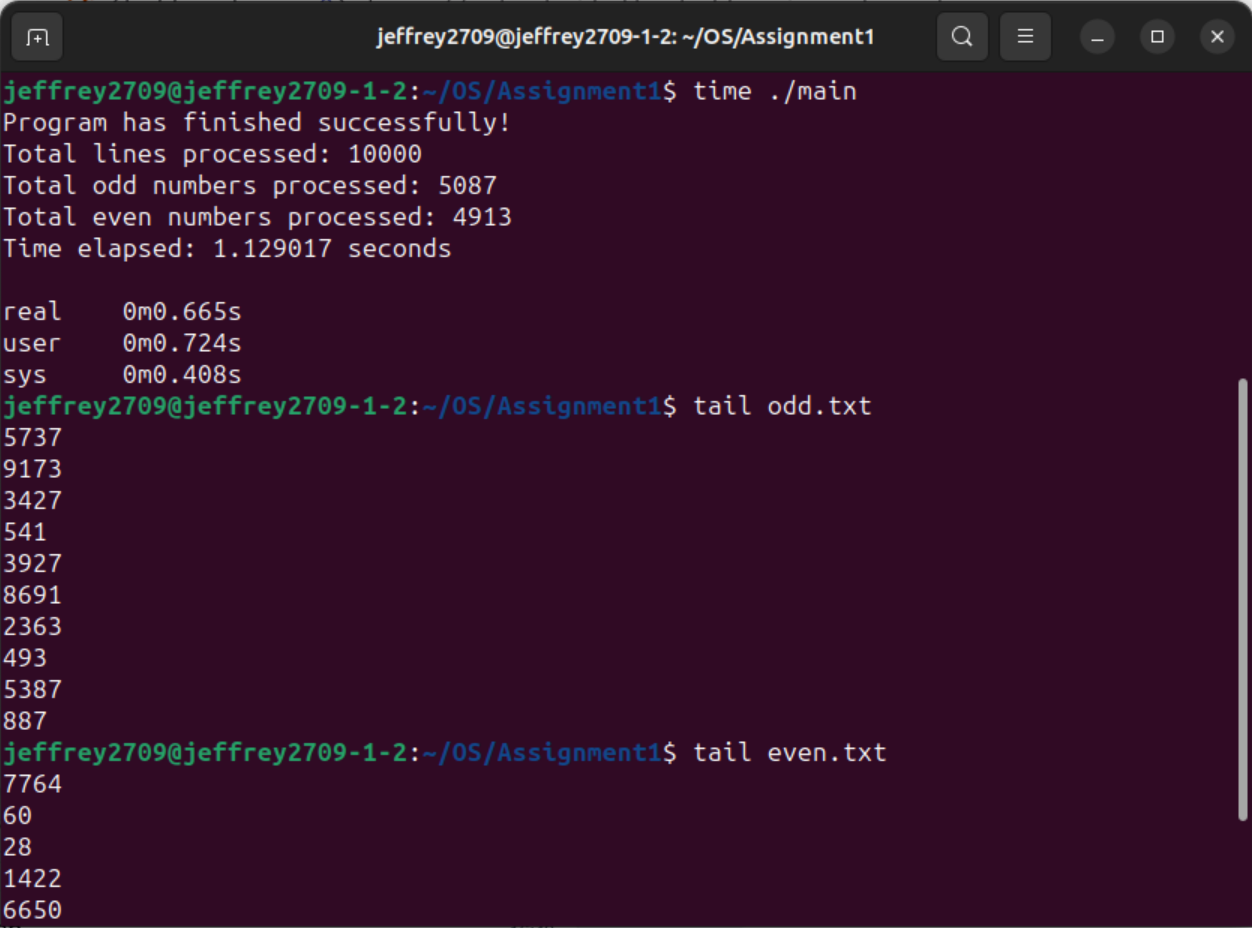 jeffrey2709@jeffrey2709-1-2: ~/OS/Assignment1
jeffrey2709@jeffrey2709-1-2:~/OS/Assignment1$ time ./main
Program has finished successfully!
Total lines processed: 10000
Total odd numbers processed: 5087
Total even numbers processed: 4913
Time elapsed: 1.129017 seconds
real 0m0.665s
user 0m0.724s
sys 0m0.408s
jeffrey2709@jeffrey2709-1-2:~/OS/Assignment1$ tail odd.txt
5737
9173
3427
541
3927
8691
2363
493
5387
887
jeffrey2709@jeffrey2709-1-2:~/OS/Assignment1$ tail even.txt
7764
60
28
1422
6650